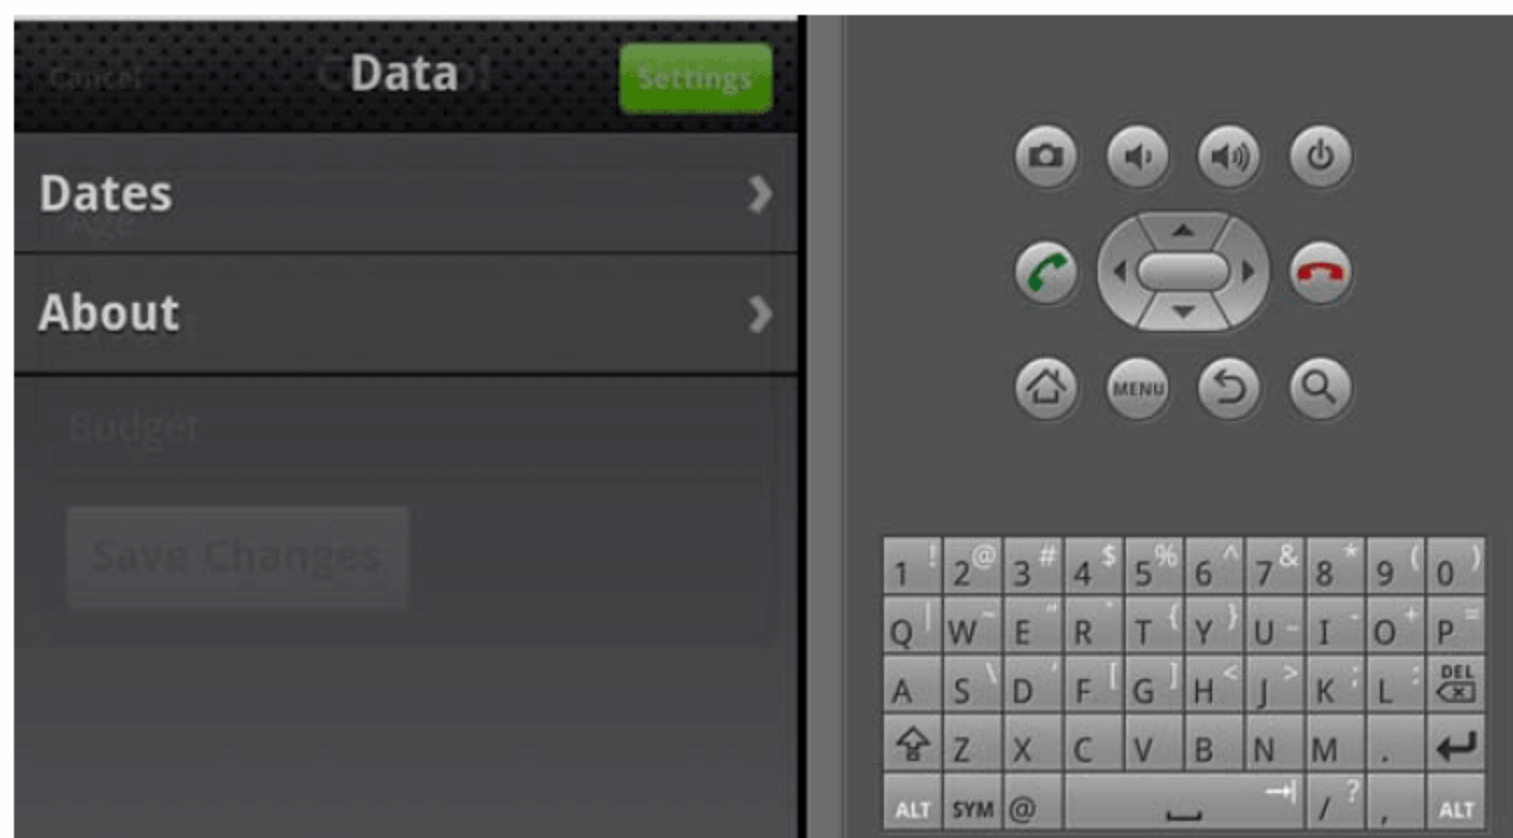 Cancel Data Settings
Dates
Age
About
Budget
Save Changes
MENU
1 ! 2 @ 3 # 4 $ 5 % 6 ^ 7 & 8 * 9 ( 0 )
Q | W ~ E " R ` T { Y } U _ I - O + P =
A S \ D ' F [ G ] H < J > K ; L : DEL
Z X C V B N M .
ALT SYM @ / ? , ALT